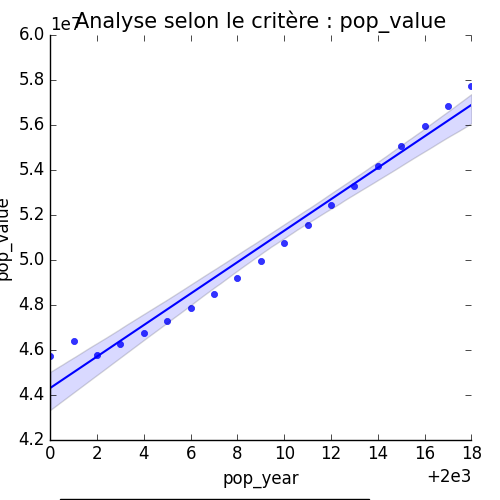 Analyse selon le critère : pop_value
1e7
6.0
5.8
5.6
5.4
5.2
5.0
4.8
4.6
4.4
4.2
pop_value
0 2 4 6 8 10 12 14 16 18
+2e3
pop_year